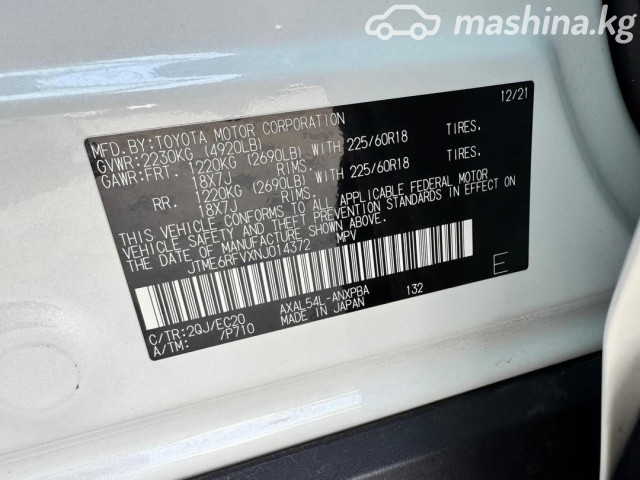 mashina.kg
MFD. BY: TOYOTA MOTOR CORPORATION 12/21
GVWR: 2230KG (4920LB)
GAWR: FRT. 1220KG (2690LB) WITH 225/60R18 TIRES,
18X7J RIMS,
RR. 1220KG (2690LB) WITH 225/60R18 TIRES,
18X7J RIMS,
THIS VEHICLE CONFORMS TO ALL APPLICABLE FEDERAL MOTOR
VEHICLE SAFETY AND THEFT PREVENTION STANDARDS IN EFFECT ON
THE DATE OF MANUFACTURE SHOWN ABOVE.
JTME6RFVXNJ014372 MPV
E
C/TR: 2QJ/EC20 AXAL54L-ANXPBA 132
A/TM: /P710 MADE IN JAPAN